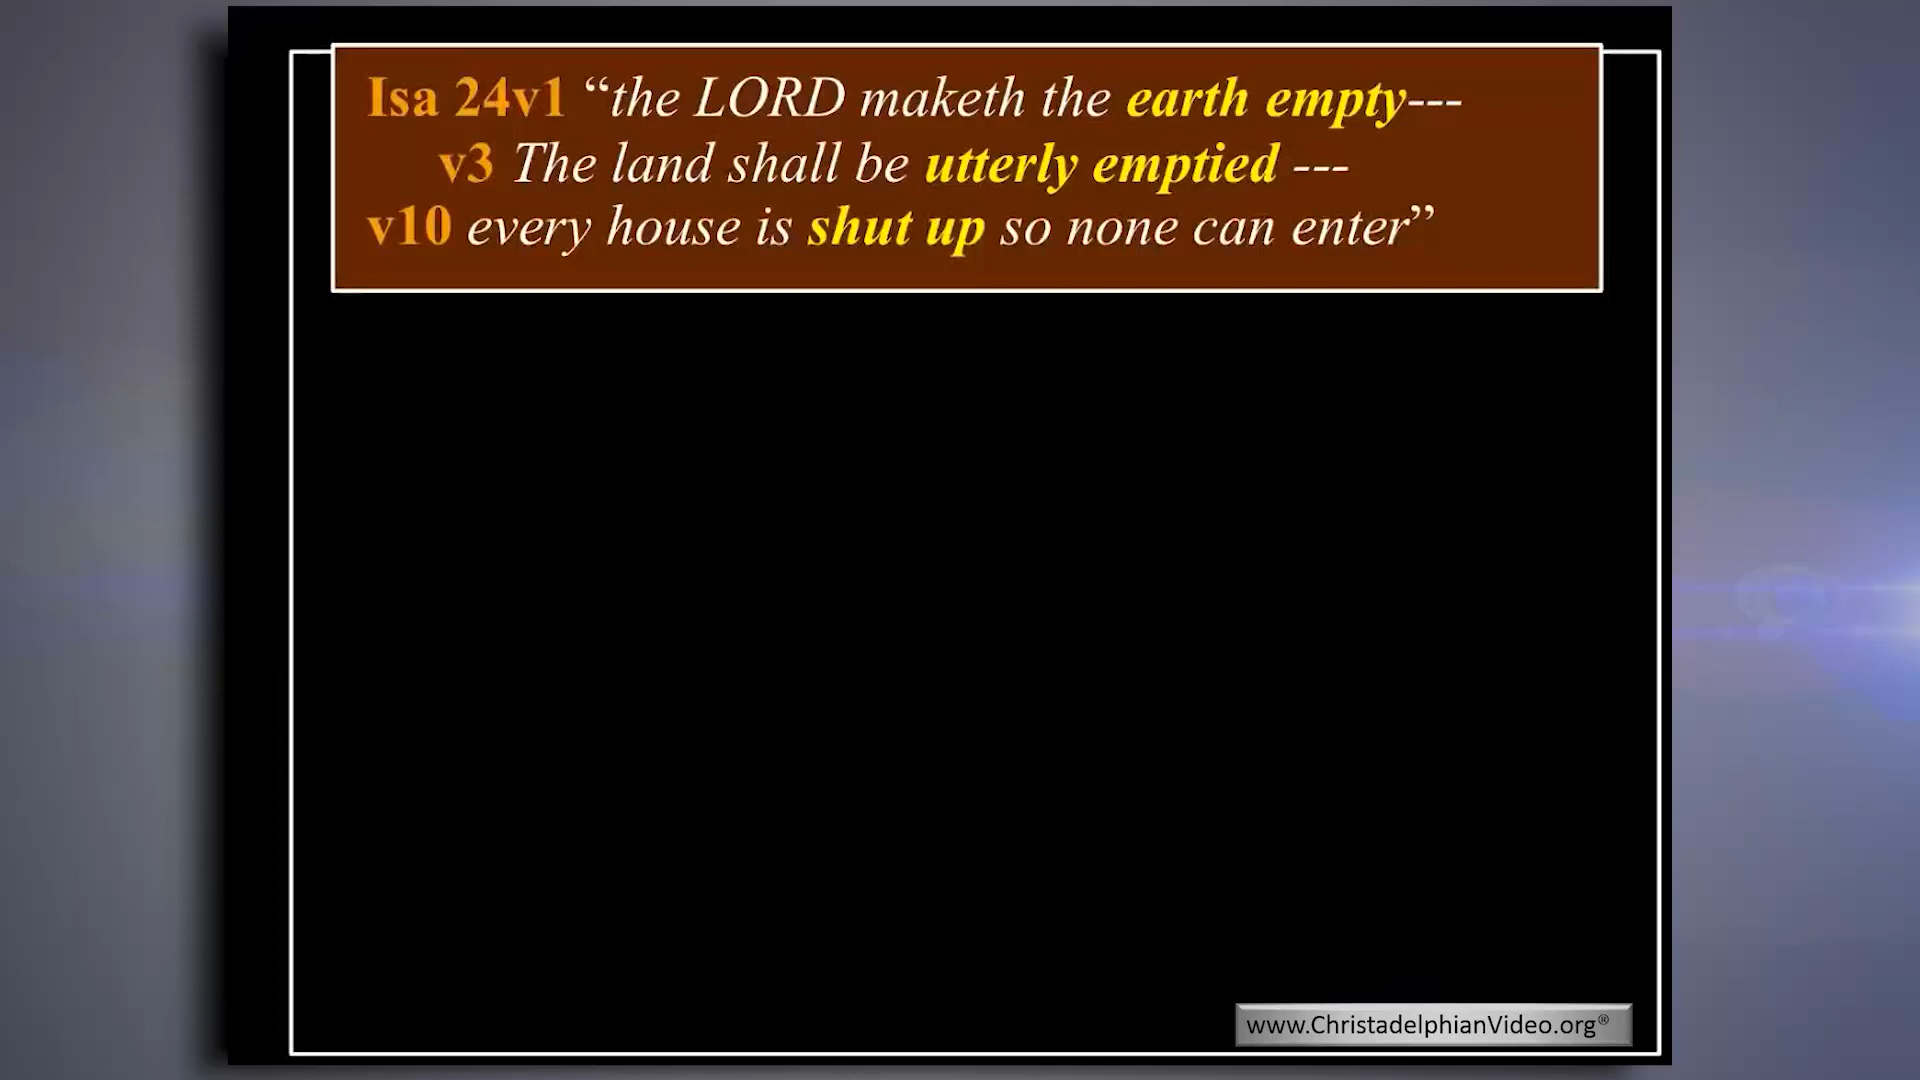 Isa 24v1 “the LORD maketh the earth empty---
v3 The land shall be utterly emptied ---
v10 every house is shut up so none can enter”
www.ChristadelphianVideo.org®